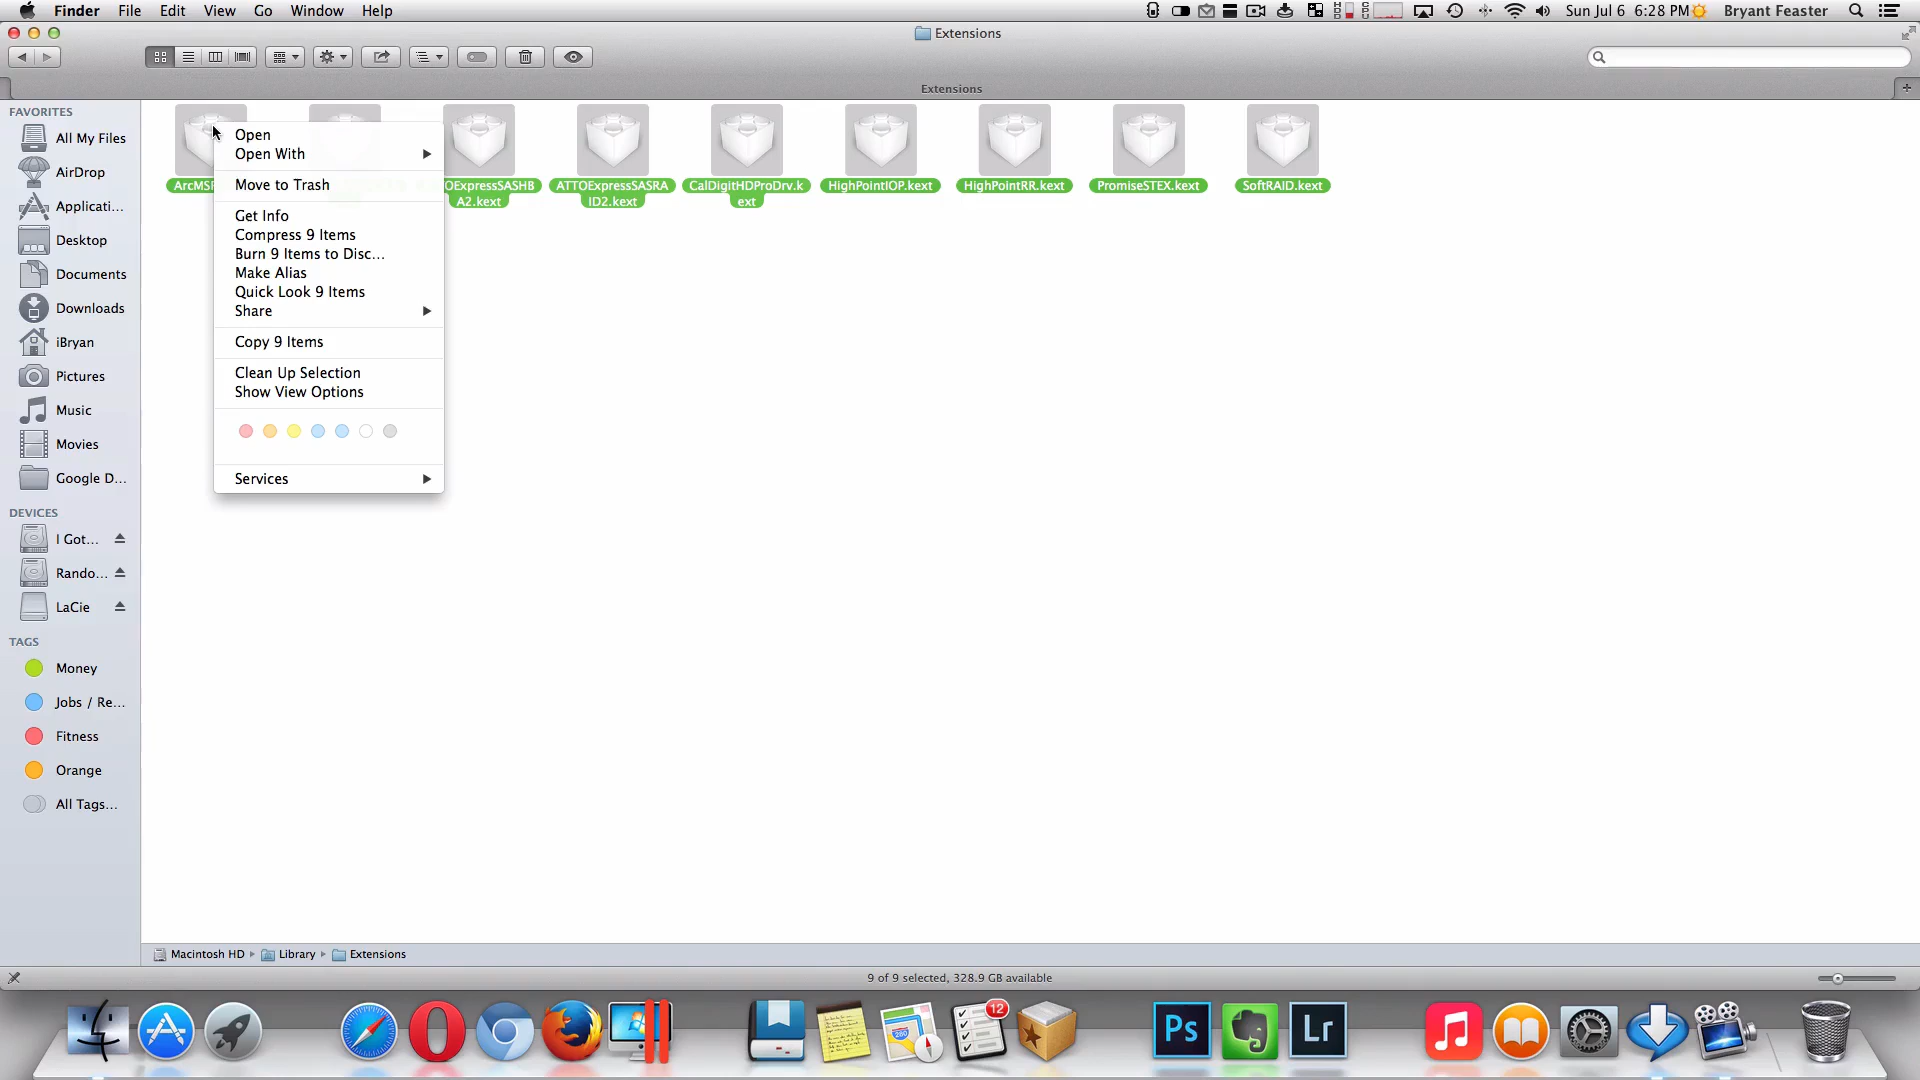 Finder File Edit View Go Window Help Sun Jul 6 6:28 PM Bryant Feaster
Extensions
Extensions
FAVORITES
All My Files
AirDrop
Applicati...
Desktop
Documents
Downloads
iBryan
Pictures
Music
Movies
Google D...
DEVICES
I Got...
Rando...
LaCie
TAGS
Money
Jobs / Re...
Fitness
Orange
All Tags...
OExpressSASHB
A2.kext
ATTOExpressSASRA
ID2.kext
CalDigitHDProDrv.k
ext
HighPointIOP.kext
HighPointRR.kext
PromiseSTEX.kext
SoftRAID.kext
Open
Open With
Move to Trash
Get Info
Compress 9 Items
Burn 9 Items to Disc...
Make Alias
Quick Look 9 Items
Share
Copy 9 Items
Clean Up Selection
Show View Options
Services
Macintosh HD Library Extensions
9 of 9 selected, 328.9 GB available
280
12
Ps
Lr